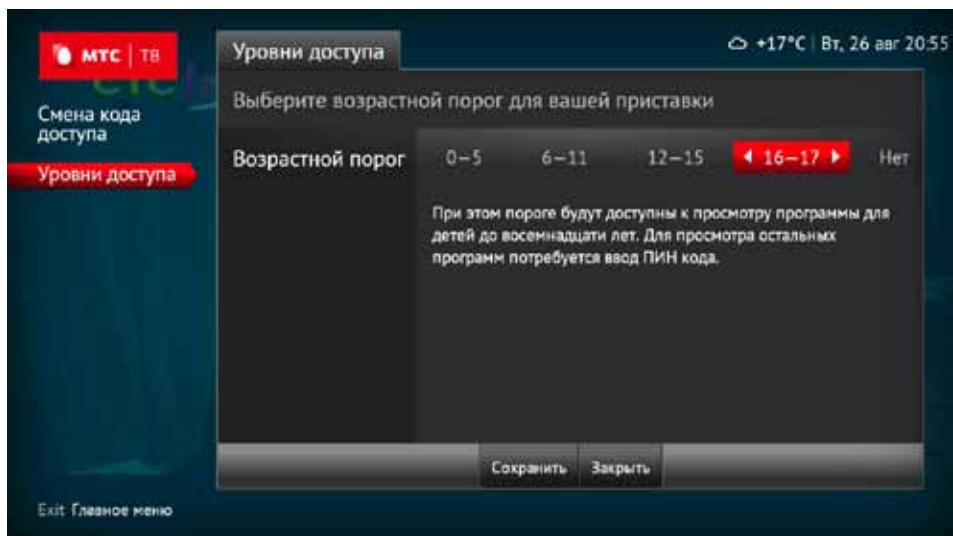 МТС | ТВ
Уровни доступа
+17°C | Вт, 26 авг 20:55
стс
Смена кода
доступа
Уровни доступа
Выберите возрастной порог для вашей приставки
Возрастной порог
0–5
6–11
12–15
16–17
Нет
При этом пороге будут доступны к просмотру программы для
детей до восемнадцати лет. Для просмотра остальных
программ потребуется ввод ПИН кода.
Сохранить
Закрыть
Exit Главное меню